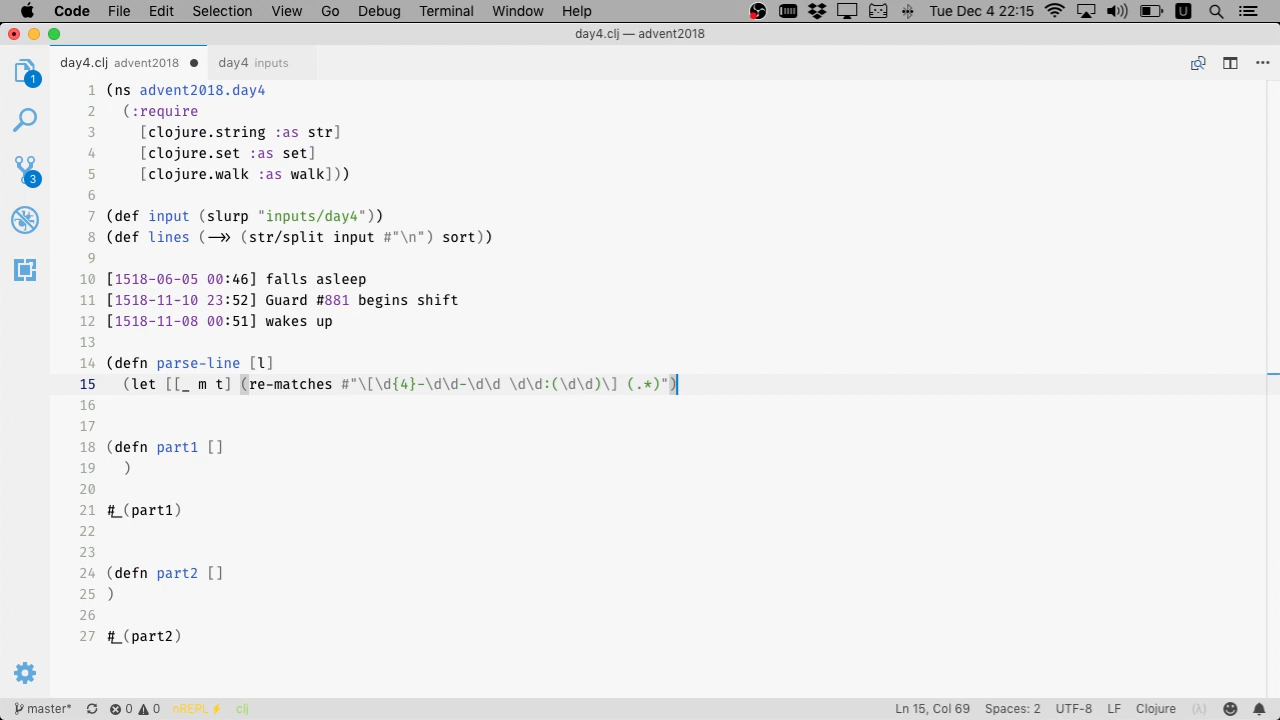 Code File Edit Selection View Go Debug Terminal Window Help Tue Dec 4 22:15 U
day4.clj — advent2018
day4.clj advent2018 day4 inputs
1 (ns advent2018.day4
2 (:require
3 [clojure.string :as str]
4 [clojure.set :as set]
5 [clojure.walk :as walk]))
6
7 (def input (slurp "inputs/day4"))
8 (def lines (->> (str/split input #"\n") sort))
9
10 [1518-06-05 00:46] falls asleep
11 [1518-11-10 23:52] Guard #881 begins shift
12 [1518-11-08 00:51] wakes up
13
14 (defn parse-line [l]
15 (let [[_ m t] (re-matches #"\[\d{4}-\d\d-\d\d \d\d:(\d\d)\] (.*)")
16
17
18 (defn part1 []
19 )
20
21 #_(part1)
22
23
24 (defn part2 []
25 )
26
27 #_(part2)
1
3
master* 0 0 nREPL⚡ clj Ln 15, Col 69 Spaces: 2 UTF-8 LF Clojure (λ)